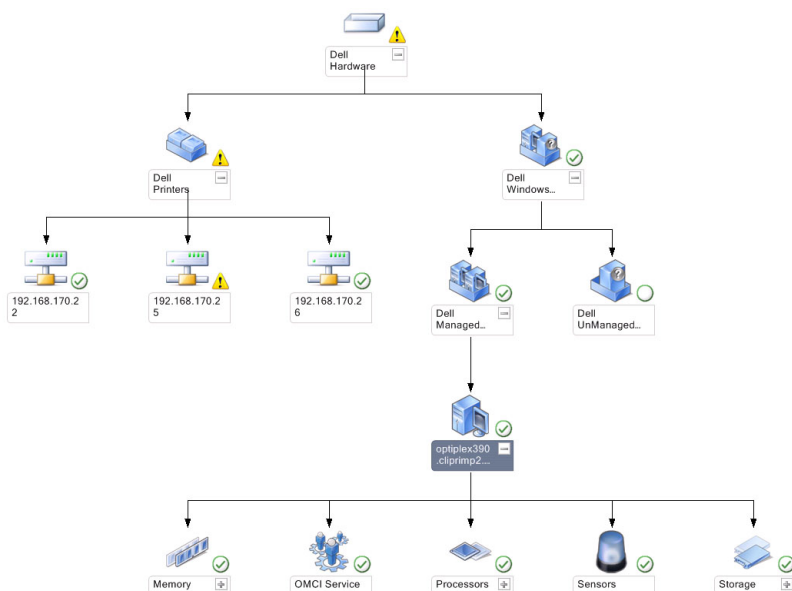 Dell
Hardware
Dell
Printers
Dell
Windows...
192.168.170.2
2
192.168.170.2
5
192.168.170.2
6
Dell
Managed...
Dell
UnManaged...
optiplex390
.cliprimp2...
Memory
OMCI Service
Processors
Sensors
Storage